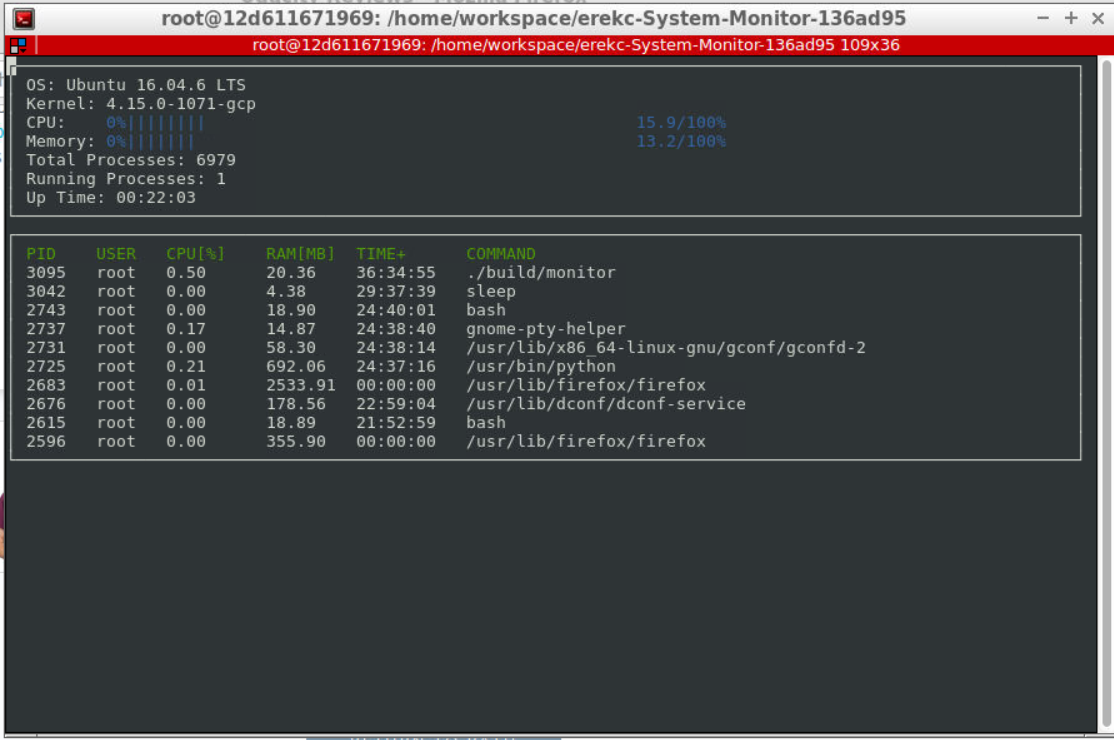 root@12d611671969: /home/workspace/erekc-System-Monitor-136ad95
root@12d611671969: /home/workspace/erekc-System-Monitor-136ad95 109x36
OS: Ubuntu 16.04.6 LTS
Kernel: 4.15.0-1071-gcp
CPU: 0%|||||||| 15.9/100%
Memory: 0%||||||| 13.2/100%
Total Processes: 6979
Running Processes: 1
Up Time: 00:22:03
PID USER CPU[%] RAM[MB] TIME+ COMMAND
3095 root 0.50 20.36 36:34:55 ./build/monitor
3042 root 0.00 4.38 29:37:39 sleep
2743 root 0.00 18.90 24:40:01 bash
2737 root 0.17 14.87 24:38:40 gnome-pty-helper
2731 root 0.00 58.30 24:38:14 /usr/lib/x86_64-linux-gnu/gconf/gconfd-2
2725 root 0.21 692.06 24:37:16 /usr/bin/python
2683 root 0.01 2533.91 00:00:00 /usr/lib/firefox/firefox
2676 root 0.00 178.56 22:59:04 /usr/lib/dconf/dconf-service
2615 root 0.00 18.89 21:52:59 bash
2596 root 0.00 355.90 00:00:00 /usr/lib/firefox/firefox